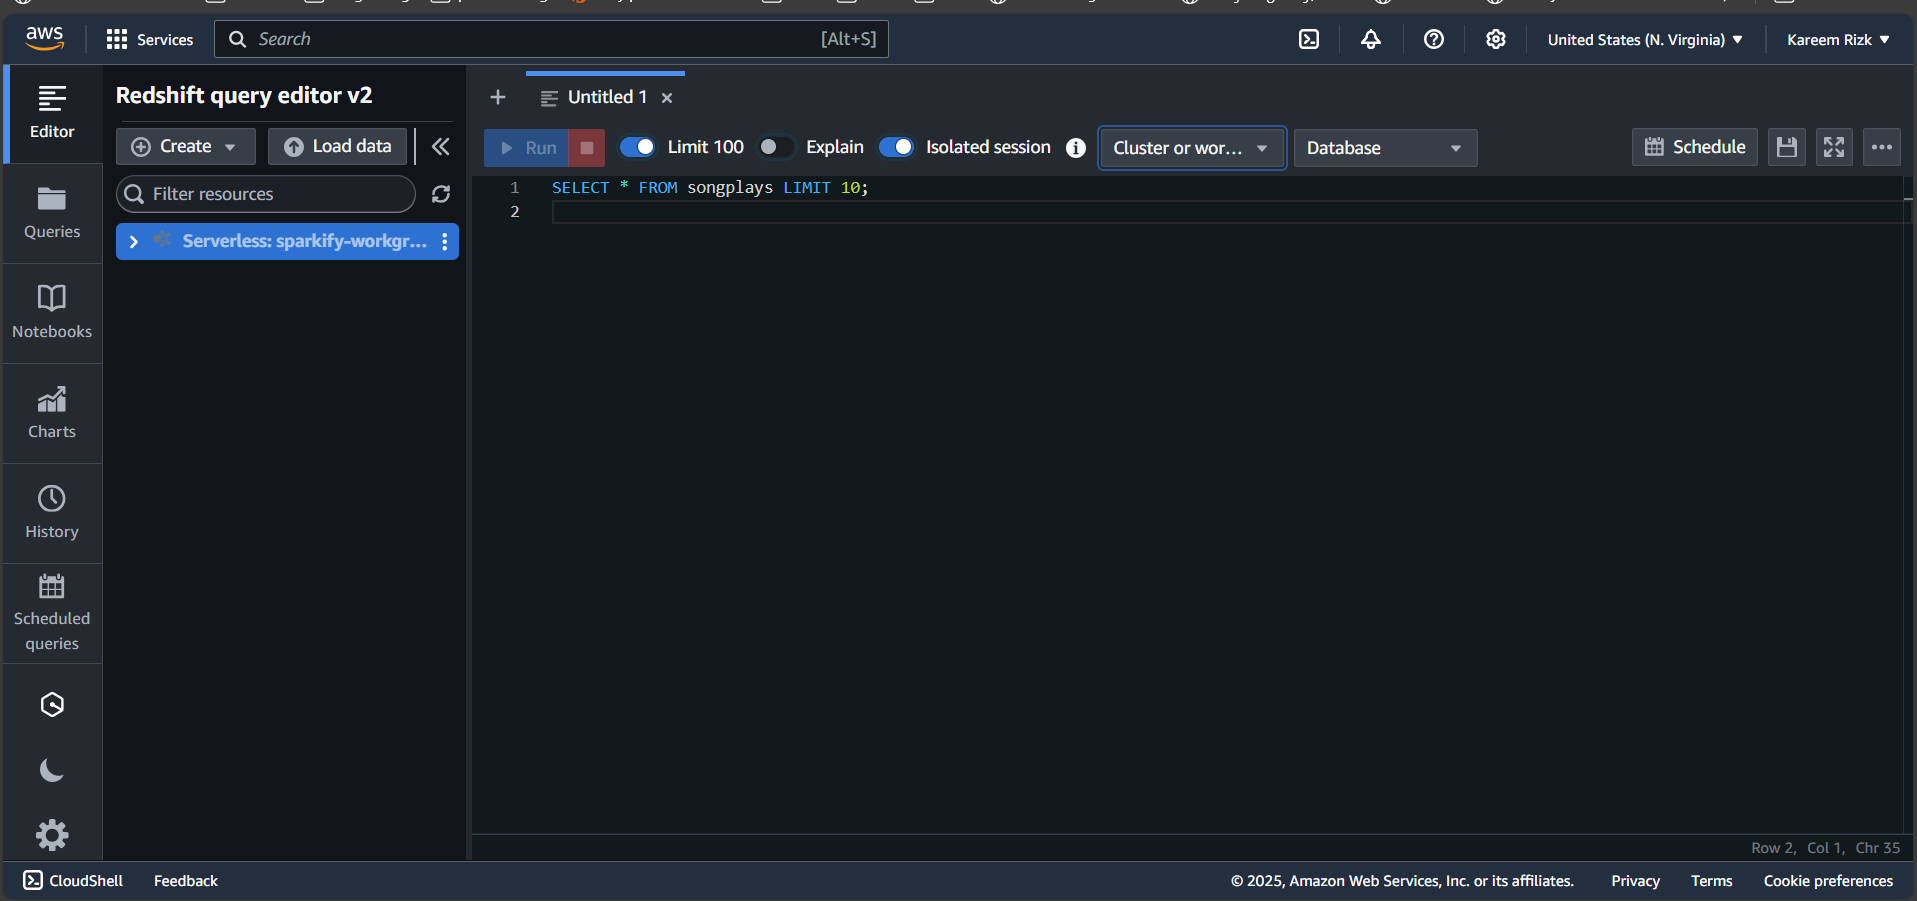 aws
Services
Search
[Alt+S]
United States (N. Virginia)
Kareem Rizk
Editor
Queries
Notebooks
Charts
History
Scheduled
queries
Redshift query editor v2
Create
Load data
Filter resources
Serverless: sparkify-workgr...
Untitled 1
Run
Limit 100
Explain
Isolated session
Cluster or wor...
Database
Schedule
1 SELECT * FROM songplays LIMIT 10;
2
Row 2, Col 1, Chr 35
CloudShell
Feedback
© 2025, Amazon Web Services, Inc. or its affiliates.
Privacy
Terms
Cookie preferences